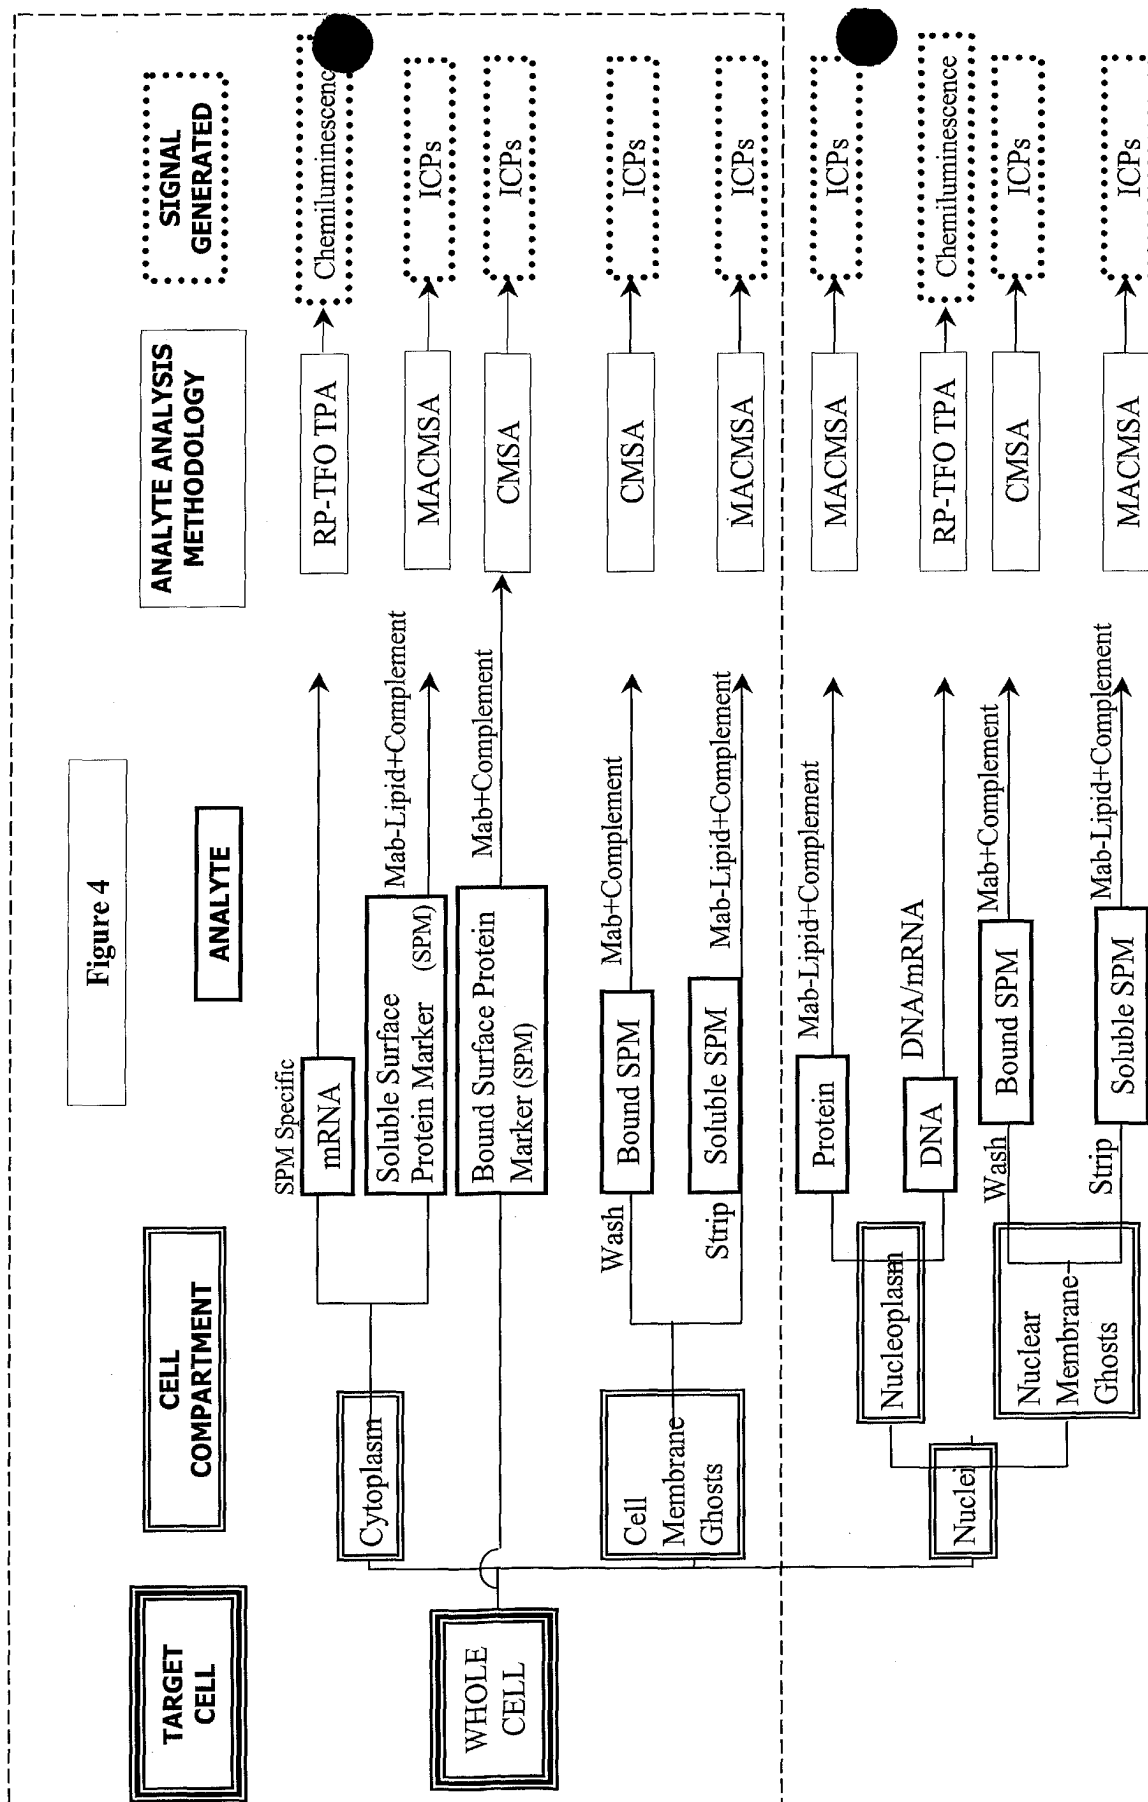 Figure 4
TARGET
CELL
CELL
COMPARTMENT
ANALYTE
ANALYTE ANALYSIS
METHODOLOGY
SIGNAL
GENERATED
WHOLE
CELL
Cytoplasm
SPM Specific
mRNA
RP-TFO TPA
Chemiluminescenc
Soluble Surface
Protein Marker (SPM)
Mab-Lipid+Complement
MACMSA
ICPs
Bound Surface Protein
Marker (SPM)
Mab+Complement
CMSA
ICPs
Cell
Membrane
Ghosts
Wash
Bound SPM
Mab+Complement
CMSA
ICPs
Strip
Soluble SPM
Mab-Lipid+Complement
MACMSA
ICPs
Nuclei
Nucleoplasm
Protein
Mab-Lipid+Complement
MACMSA
ICPs
DNA
DNA/mRNA
RP-TFO TPA
Chemiluminescence
Nuclear
Membrane
Ghosts
Wash
Bound SPM
Mab+Complement
CMSA
ICPs
Strip
Soluble SPM
Mab-Lipid+Complement
MACMSA
ICPs